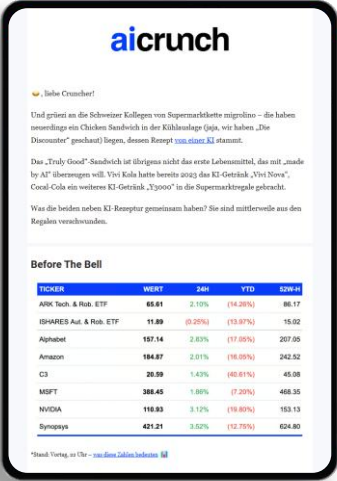 aicrunch
, liebe Cruncher!
Und grüezi an die Schweizer Kollegen von Supermarktkette migrolino – die haben
neuerdings ein Chicken Sandwich in der Kühlauslage (jaja, wir haben „Die
Discounter“ geschaut) liegen, dessen Rezept von einer KI stammt.
Das „Truly Good“-Sandwich ist übrigens nicht das erste Lebensmittel, das mit „made
by AI“ überzeugen will. Vivi Kola hatte bereits 2023 das KI-Getränk „Vivi Nova“,
Cocal-Cola ein weiteres KI-Getränk „Y3000“ in die Supermarktregale gebracht.
Was die beiden neben KI-Rezeptur gemeinsam haben? Sie sind mittlerweile aus den
Regalen verschwunden.
Before The Bell
TICKER WERT 24H YTD 52W-H
ARK Tech. & Rob. ETF 65.61 2.10% (14.26%) 86.17
ISHARES Aut. & Rob. ETF 11.89 (0.25%) (13.97%) 15.02
Alphabet 157.14 2.83% (17.05%) 207.05
Amazon 184.87 2.01% (16.05%) 242.52
C3 20.59 1.43% (40.61%) 45.08
MSFT 388.45 1.86% (7.20%) 468.35
NVIDIA 110.93 3.12% (19.80%) 153.13
Synopsys 421.21 3.52% (12.75%) 624.80
*Stand: Vortag, 22 Uhr – was diese Zahlen bedeuten